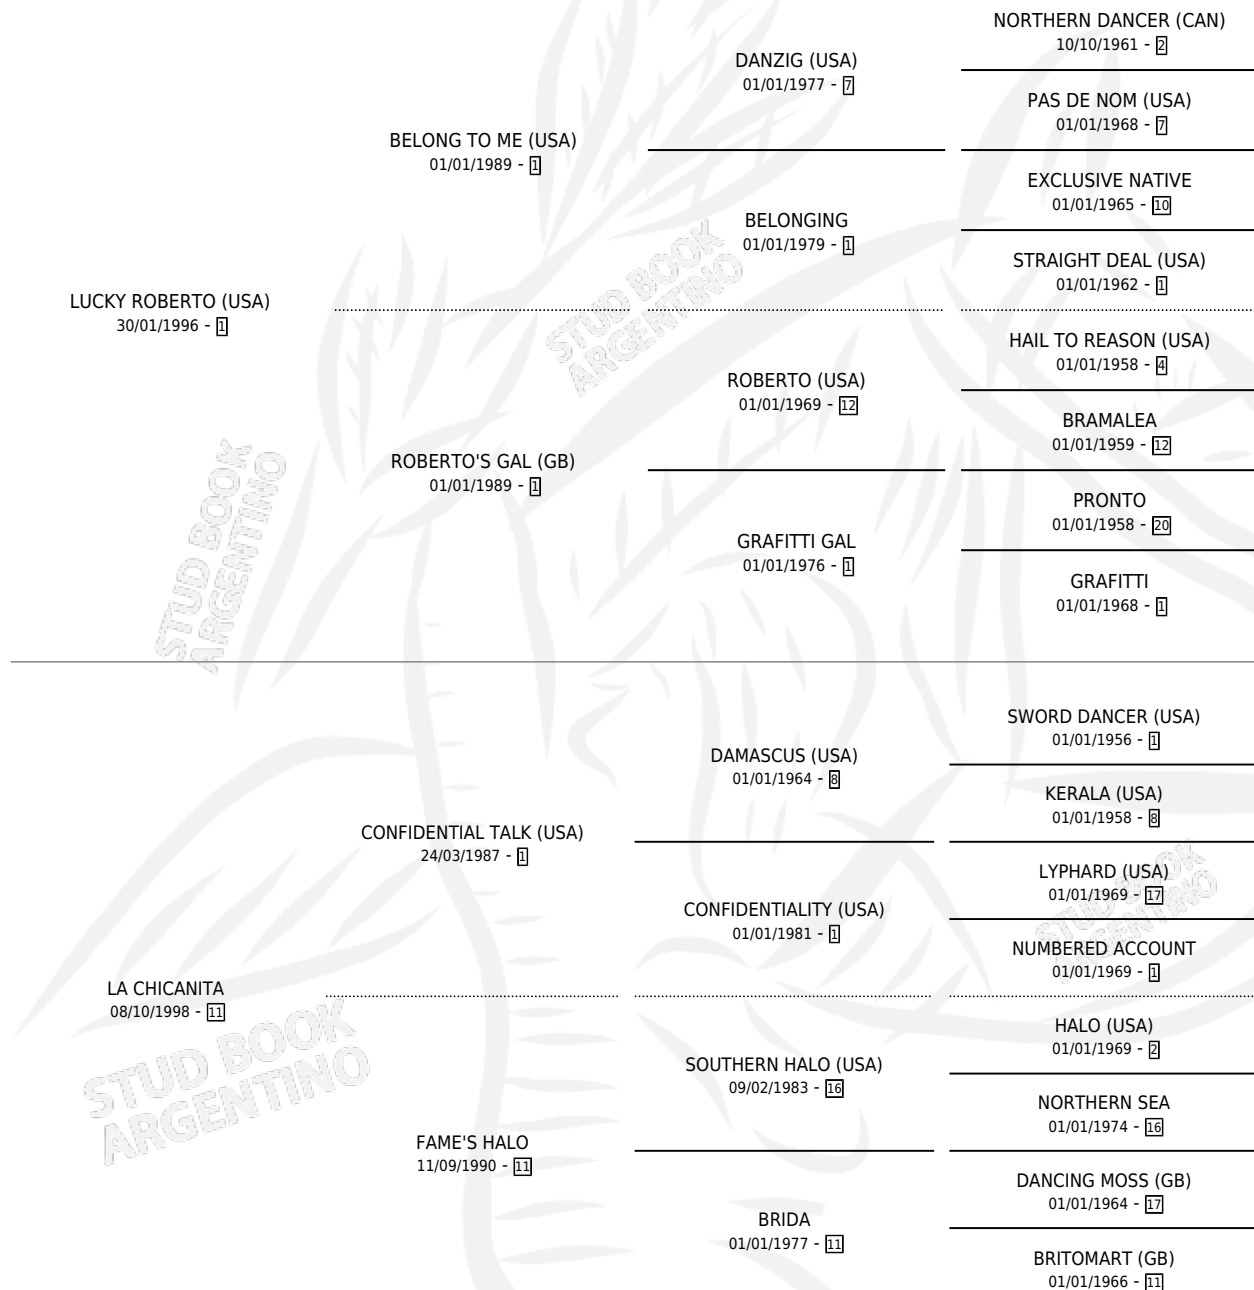 NORTHERN DANCER (CAN)
10/10/1961 - 2
DANZIG (USA)
01/01/1977 - 7
PAS DE NOM (USA)
01/01/1968 - 7
BELONG TO ME (USA)
01/01/1989 - 1
EXCLUSIVE NATIVE
01/01/1965 - 10
BELONGING
01/01/1979 - 1
STRAIGHT DEAL (USA)
01/01/1962 - 1
LUCKY ROBERTO (USA)
30/01/1996 - 1
HAIL TO REASON (USA)
01/01/1958 - 4
ROBERTO (USA)
01/01/1969 - 12
BRAMALEA
01/01/1959 - 12
ROBERTO'S GAL (GB)
01/01/1989 - 1
PRONTO
01/01/1958 - 20
GRAFITTI GAL
01/01/1976 - 1
GRAFITTI
01/01/1968 - 1
SWORD DANCER (USA)
01/01/1956 - 1
DAMASCUS (USA)
01/01/1964 - 8
KERALA (USA)
01/01/1958 - 8
CONFIDENTIAL TALK (USA)
24/03/1987 - 1
LYPHARD (USA)
01/01/1969 - 17
CONFIDENTIALITY (USA)
01/01/1981 - 1
NUMBERED ACCOUNT
01/01/1969 - 1
LA CHICANITA
08/10/1998 - 11
HALO (USA)
01/01/1969 - 2
SOUTHERN HALO (USA)
09/02/1983 - 16
NORTHERN SEA
01/01/1974 - 16
FAME'S HALO
11/09/1990 - 11
DANCING MOSS (GB)
01/01/1964 - 17
BRIDA
01/01/1977 - 11
BRITOMART (GB)
01/01/1966 - 11
STUD BOOK
ARGENTINO
STUD BOOK
ARGENTINO
STUD BOOK
ARGENTINO
STUD BOOK
ARGENTINO